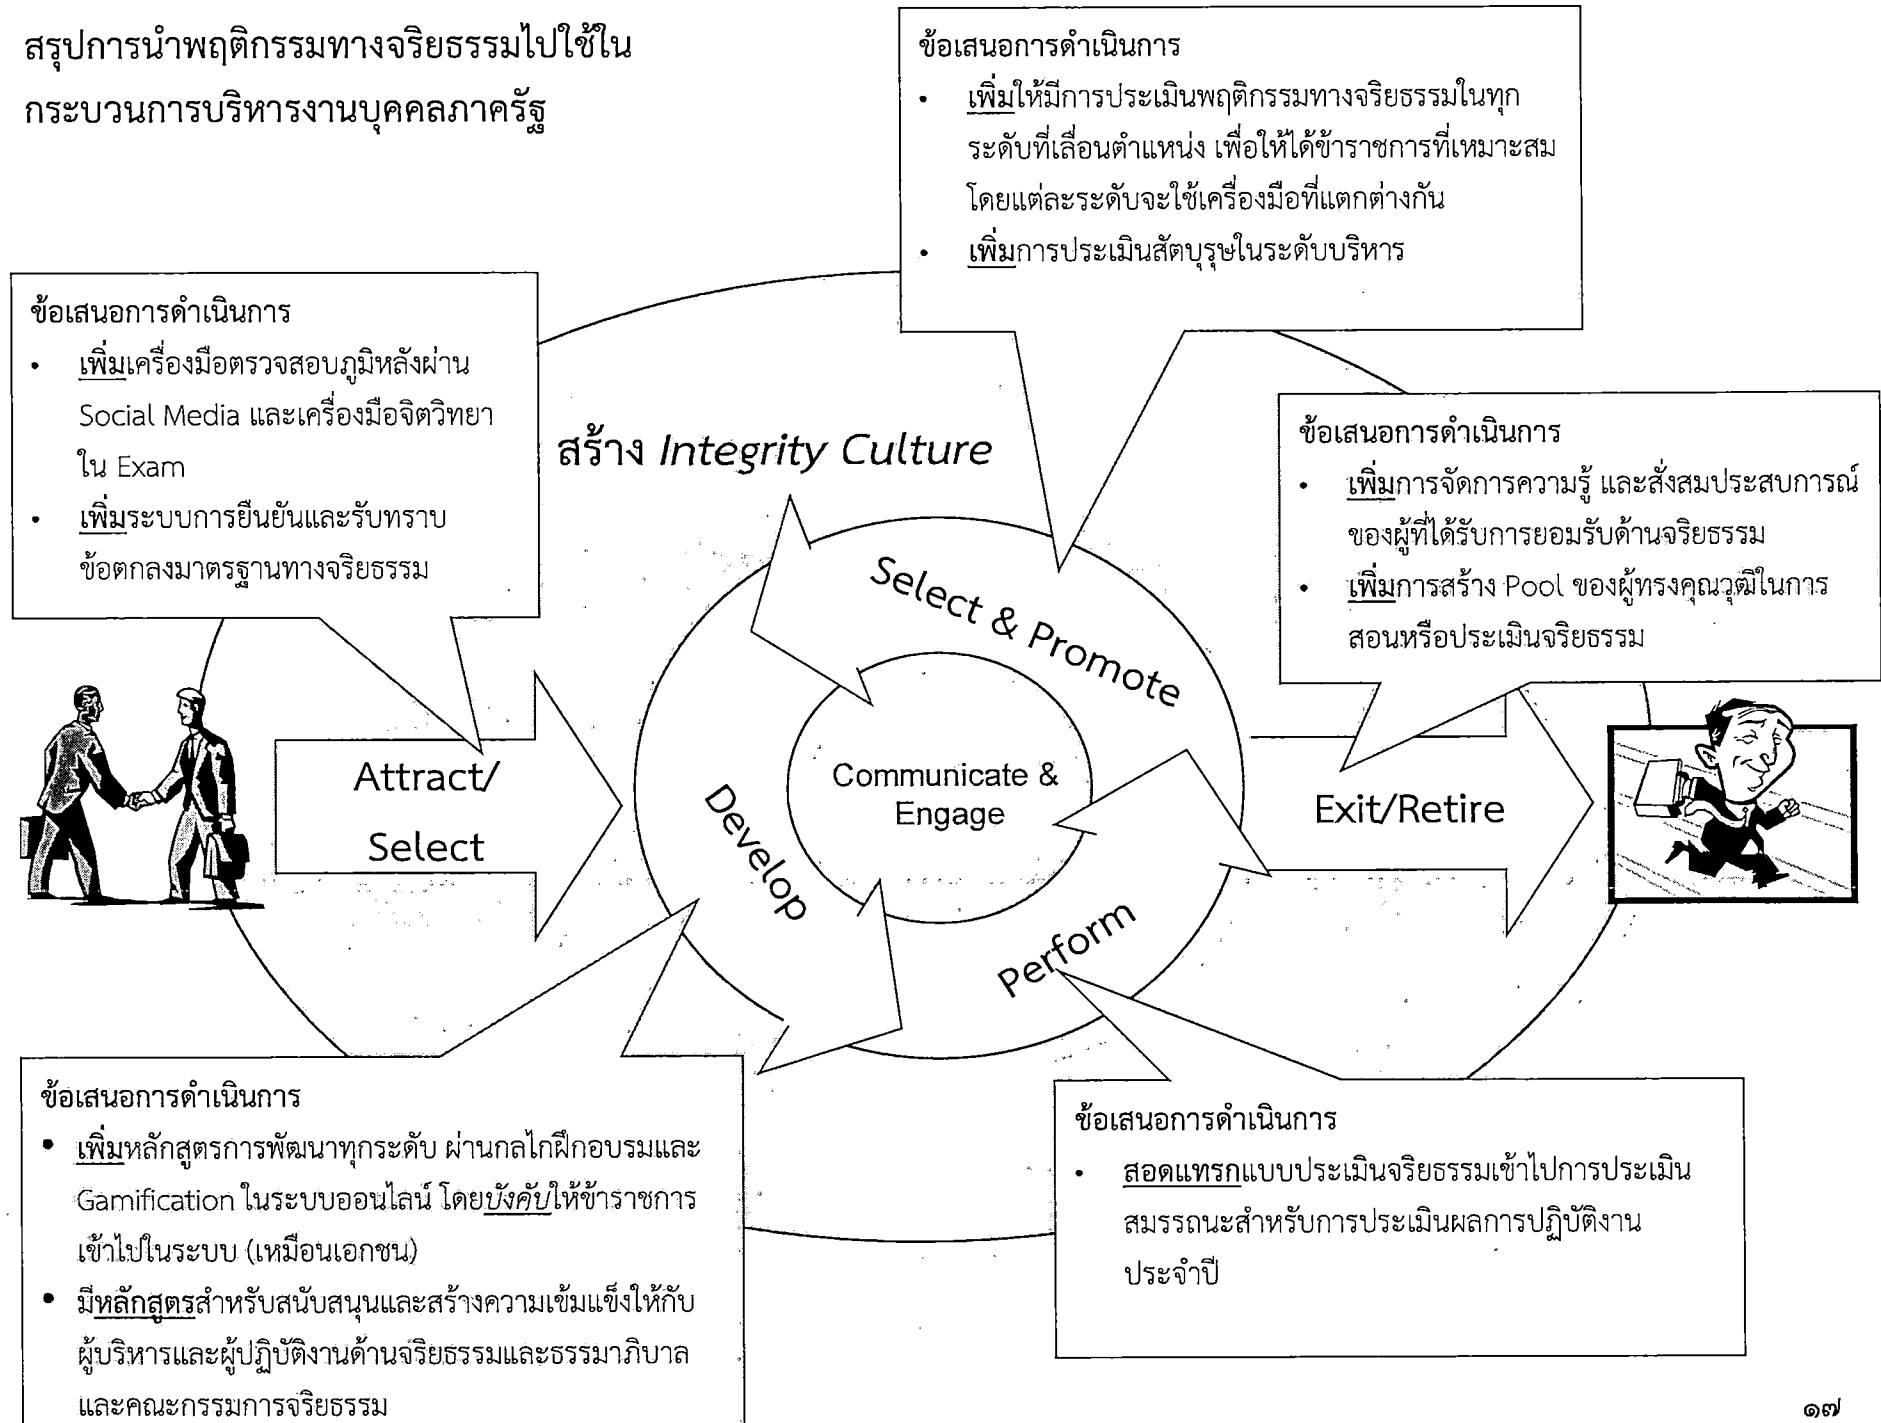 สรุปการนำพฤติกรรมทางจริยธรรมไปใช้ใน
กระบวนการบริหารงานบุคคลภาครัฐ
ข้อเสนอการดำเนินการ
• เพิ่มให้มีการประเมินพฤติกรรมทางจริยธรรมในทุก
ระดับที่เลื่อนตำแหน่ง เพื่อให้ได้ข้าราชการที่เหมาะสม
โดยแต่ละระดับจะใช้เครื่องมือที่แตกต่างกัน
• เพิ่มการประเมินสัตบุรุษในระดับบริหาร
ข้อเสนอการดำเนินการ
• เพิ่มเครื่องมือตรวจสอบภูมิหลังผ่าน
Social Media และเครื่องมือจิตวิทยา
ใน Exam
• เพิ่มระบบการยืนยันและรับทราบ
ข้อตกลงมาตรฐานทางจริยธรรม
สร้าง Integrity Culture
ข้อเสนอการดำเนินการ
• เพิ่มการจัดการความรู้ และสั่งสมประสบการณ์
ของผู้ที่ได้รับการยอมรับด้านจริยธรรม
• เพิ่มการสร้าง Pool ของผู้ทรงคุณวุฒิในการ
สอนหรือประเมินจริยธรรม
Select & Promote
Attract/
Select
Develop
Communicate &
Engage
Perform
Exit/Retire
ข้อเสนอการดำเนินการ
• เพิ่มหลักสูตรการพัฒนาทุกระดับ ผ่านกลไกฝึกอบรมและ
Gamification ในระบบออนไลน์ โดยบังคับให้ข้าราชการ
เข้าไปในระบบ (เหมือนเอกชน)
• มีหลักสูตรสำหรับสนับสนุนและสร้างความเข้มแข็งให้กับ
ผู้บริหารและผู้ปฏิบัติงานด้านจริยธรรมและธรรมาภิบาล
และคณะกรรมการจริยธรรม
ข้อเสนอการดำเนินการ
• สอดแทรกแบบประเมินจริยธรรมเข้าไปการประเมิน
สมรรถนะสำหรับการประเมินผลการปฏิบัติงาน
ประจำปี
๑๗